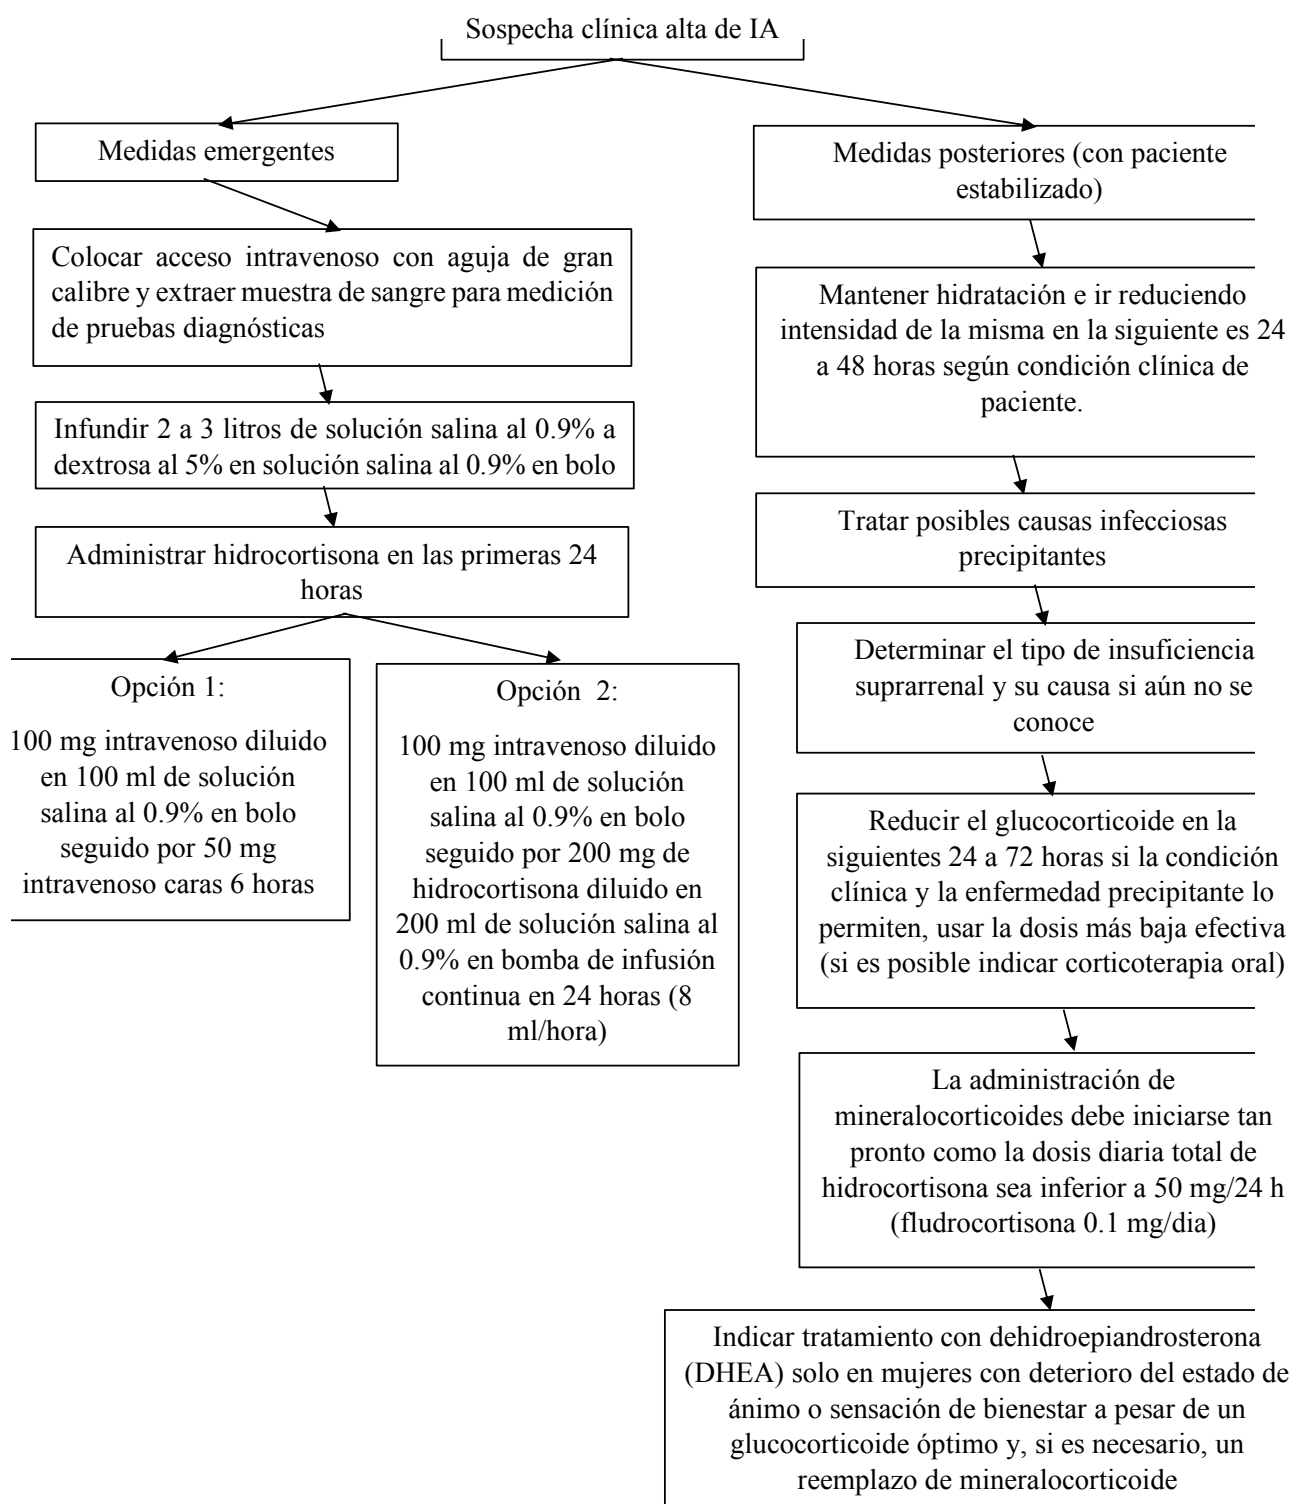 Sospecha clínica alta de IA
Medidas emergentes
Colocar acceso intravenoso con aguja de gran
calibre y extraer muestra de sangre para medición
de pruebas diagnósticas
Infundir 2 a 3 litros de solución salina al 0.9% a
dextrosa al 5% en solución salina al 0.9% en bolo
Administrar hidrocortisona en las primeras 24
horas
Opción 1:
100 mg intravenoso diluido
en 100 ml de solución
salina al 0.9% en bolo
seguido por 50 mg
intravenoso caras 6 horas
Opción 2:
100 mg intravenoso diluido
en 100 ml de solución
salina al 0.9% en bolo
seguido por 200 mg de
hidrocortisona diluido en
200 ml de solución salina al
0.9% en bomba de infusión
continua en 24 horas (8
ml/hora)
Medidas posteriores (con paciente
estabilizado)
Mantener hidratación e ir reduciendo
intensidad de la misma en la siguiente es 24
a 48 horas según condición clínica de
paciente.
Tratar posibles causas infecciosas
precipitantes
Determinar el tipo de insuficiencia
suprarrenal y su causa si aún no se
conoce
Reducir el glucocorticoide en la
siguientes 24 a 72 horas si la condición
clínica y la enfermedad precipitante lo
permiten, usar la dosis más baja efectiva
(si es posible indicar corticoterapia oral)
La administración de
mineralocorticoides debe iniciarse tan
pronto como la dosis diaria total de
hidrocortisona sea inferior a 50 mg/24 h
(fludrocortisona 0.1 mg/dia)
Indicar tratamiento con dehidroepiandrosterona
(DHEA) solo en mujeres con deterioro del estado de
ánimo o sensación de bienestar a pesar de un
glucocorticoide óptimo y, si es necesario, un
reemplazo de mineralocorticoide